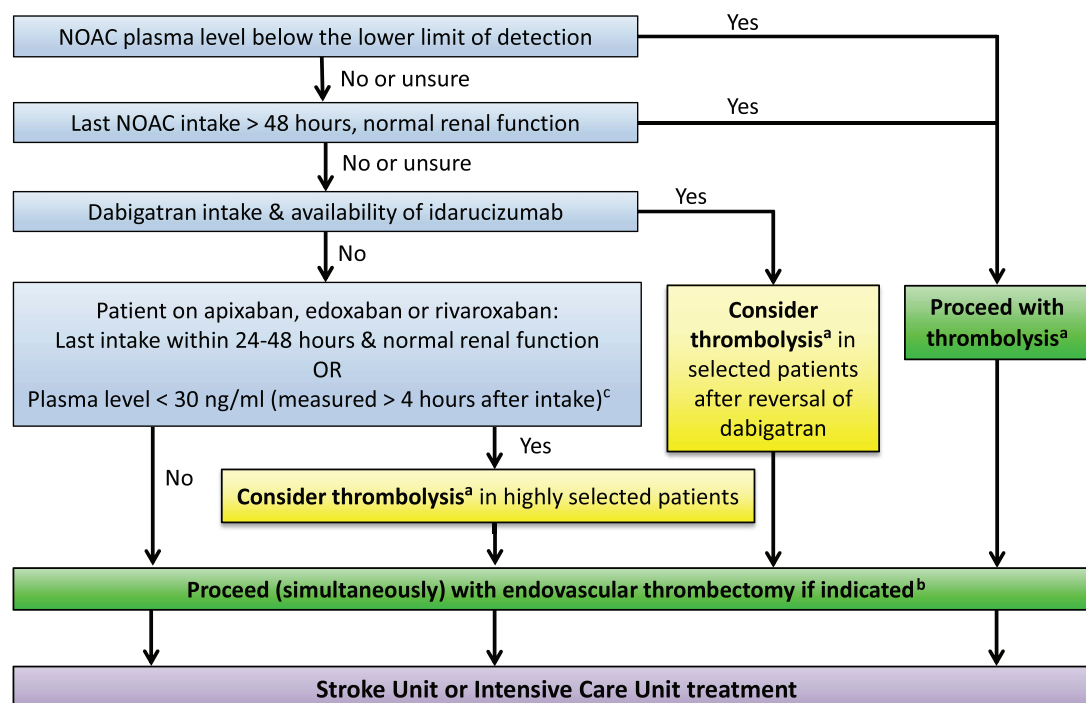 NOAC plasma level below the lower limit of detection
Yes
No or unsure
Last NOAC intake > 48 hours, normal renal function
Yes
No or unsure
Dabigatran intake & availability of idarucizumab
Yes
No
Patient on apixaban, edoxaban or rivaroxaban:
Last intake within 24-48 hours & normal renal function
OR
Plasma level < 30 ng/ml (measured > 4 hours after intake)ᶜ
Consider
thrombolysisᵃ in
selected patients
after reversal of
dabigatran
Proceed with
thrombolysisᵃ
No
Yes
Consider thrombolysisᵃ in highly selected patients
Proceed (simultaneously) with endovascular thrombectomy if indicatedᵇ
Stroke Unit or Intensive Care Unit treatment